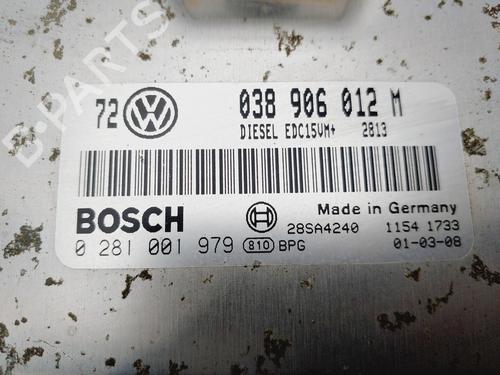 B-PARTS
72 VW 038 906 012 M
DIESEL EDC15VM+ 2813
BOSCH
Made in Germany
28SA4240 1154 1733
0 281 001 979 810 BPG 01-03-08